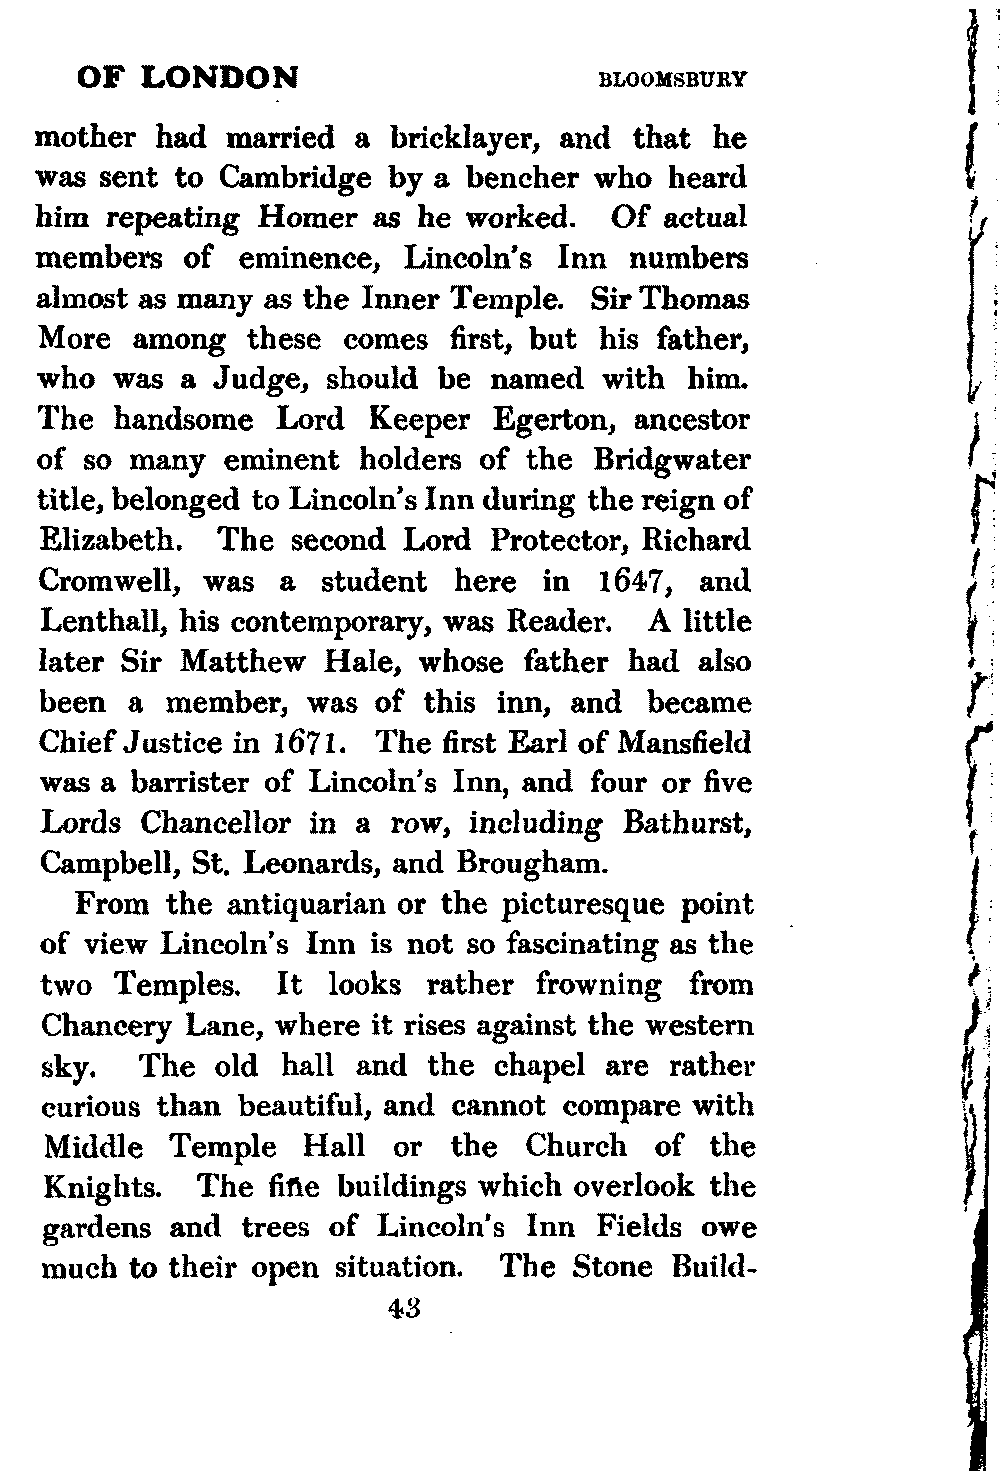 OF LONDON BLOOMSBURY
mother had married a bricklayer, and that he
was sent to Cambridge by a bencher who heard
him repeating Homer as he worked. Of actual
members of eminence, Lincoln's Inn numbers
almost as many as the Inner Temple. Sir Thomas
More among these comes first, but his father,
who was a Judge, should be named with him.
The handsome Lord Keeper Egerton, ancestor
of so many eminent holders of the Bridgwater
title, belonged to Lincoln's Inn during the reign of
Elizabeth. The second Lord Protector, Richard
Cromwell, was a student here in 1647, and
Lenthall, his contemporary, was Reader. A little
later Sir Matthew Hale, whose father had also
been a member, was of this inn, and became
Chief Justice in 1671. The first Earl of Mansfield
was a barrister of Lincoln's Inn, and four or five
Lords Chancellor in a row, including Bathurst,
Campbell, St. Leonards, and Brougham.
From the antiquarian or the picturesque point
of view Lincoln's Inn is not so fascinating as the
two Temples. It looks rather frowning from
Chancery Lane, where it rises against the western
sky. The old hall and the chapel are rather
curious than beautiful, and cannot compare with
Middle Temple Hall or the Church of the
Knights. The fine buildings which overlook the
gardens and trees of Lincoln's Inn Fields owe
much to their open situation. The Stone Build-
43